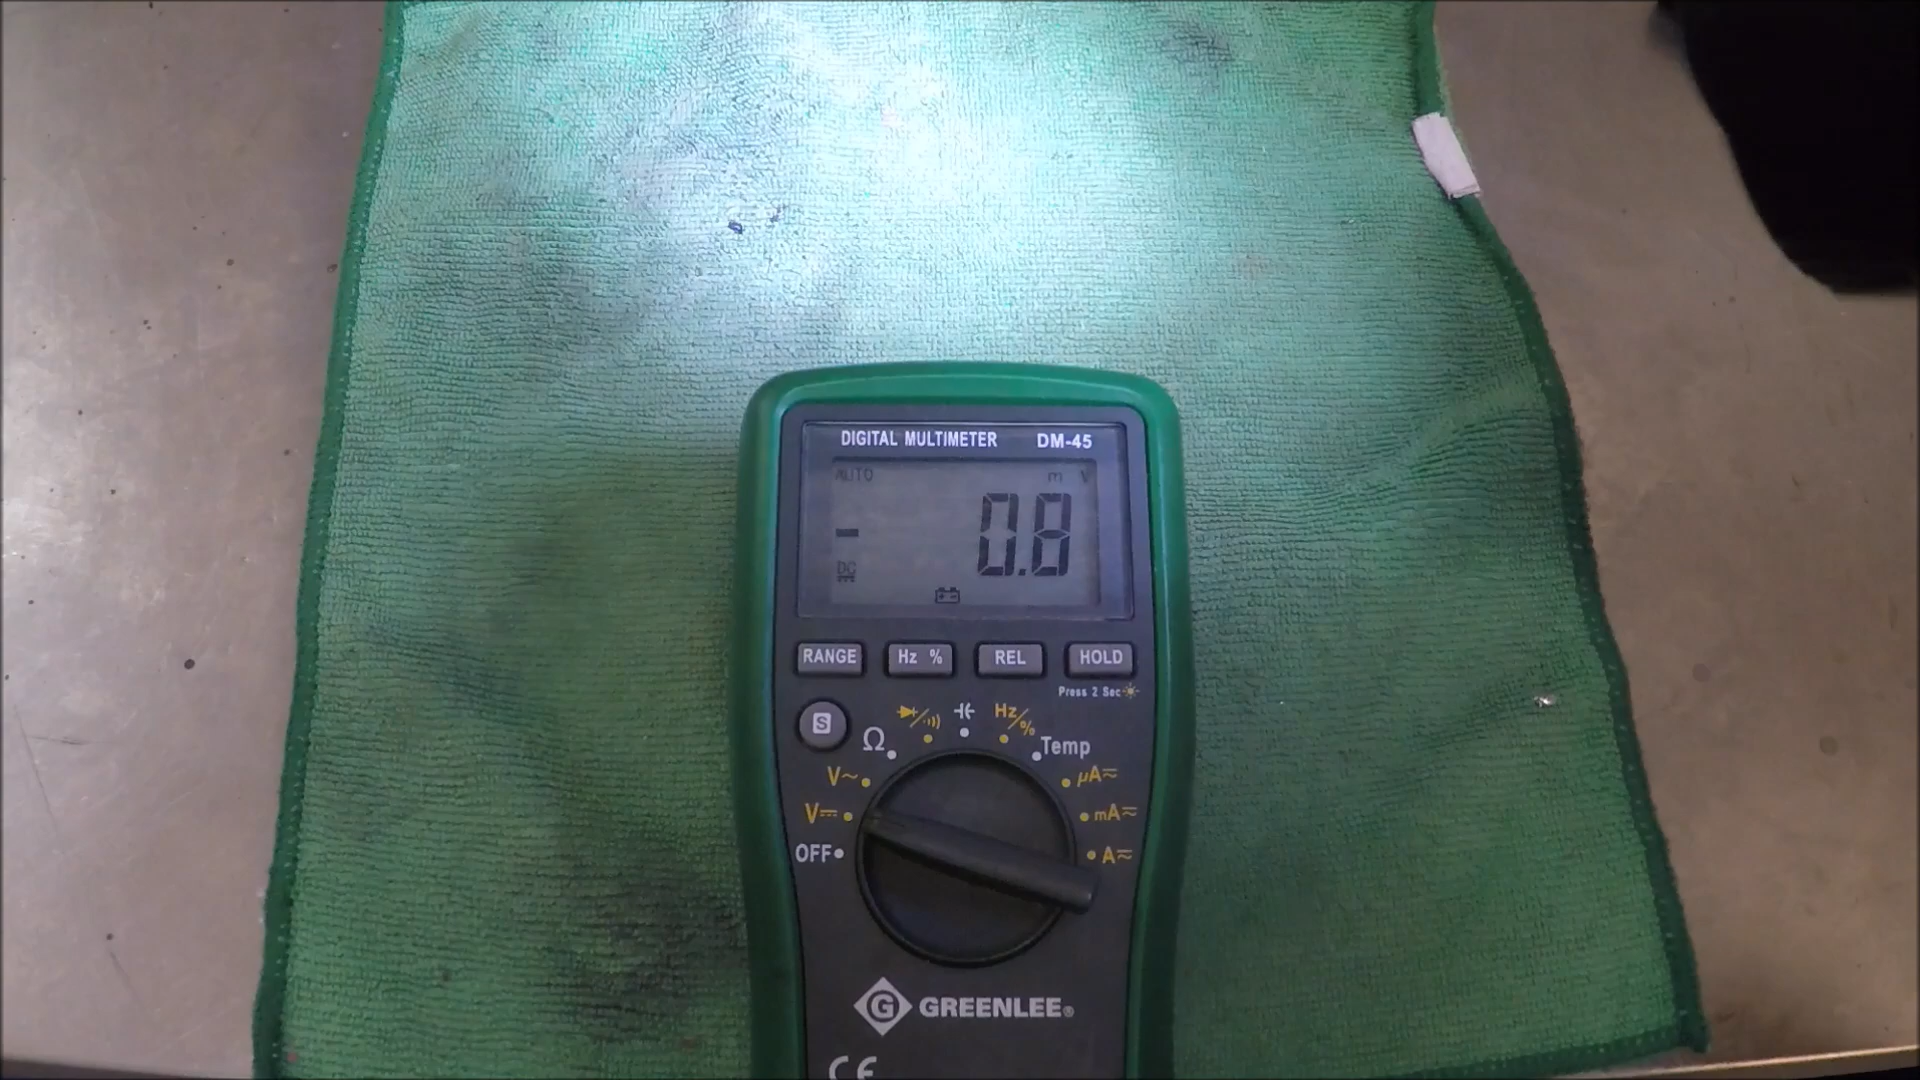 DIGITAL MULTIMETER DM-45
AUTO m V
- 0.8
DC
RANGE Hz % REL HOLD
Press 2 Sec
S
Ω Hz/% Temp
V~ µA
V mA
OFF A
G GREENLEE®
CE